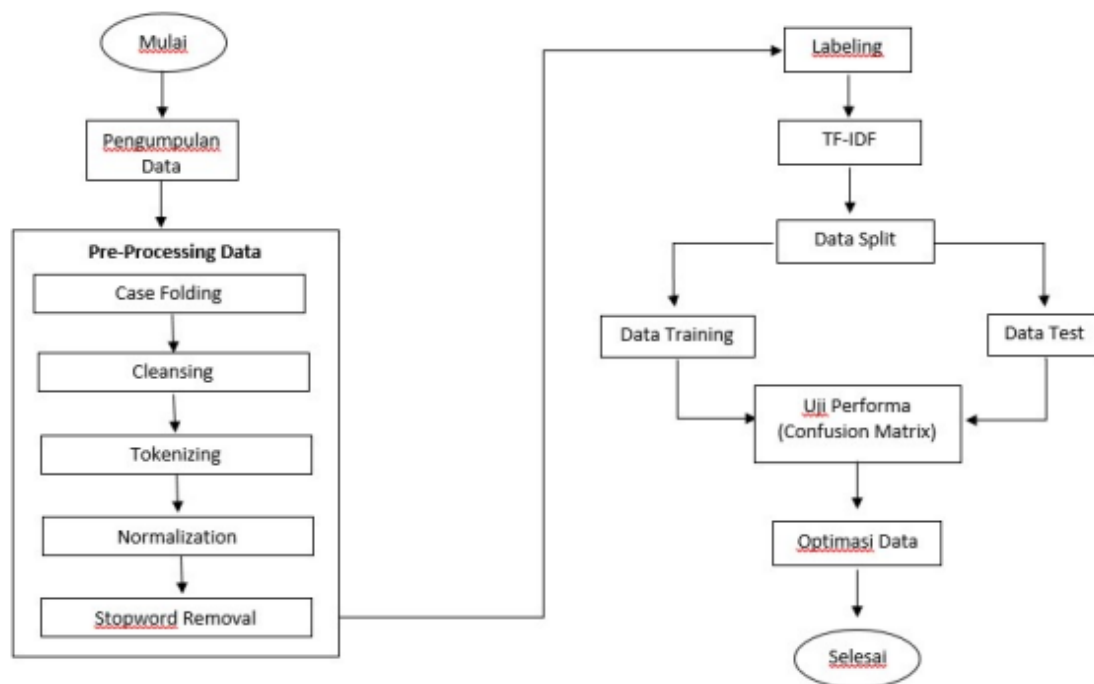 Mulai
Pengumpulan
Data
Pre-Processing Data
Case Folding
Cleansing
Tokenizing
Normalization
Stopword Removal
Labeling
TF-IDF
Data Split
Data Training
Data Test
Uji Performa
(Confusion Matrix)
Optimasi Data
Selesai